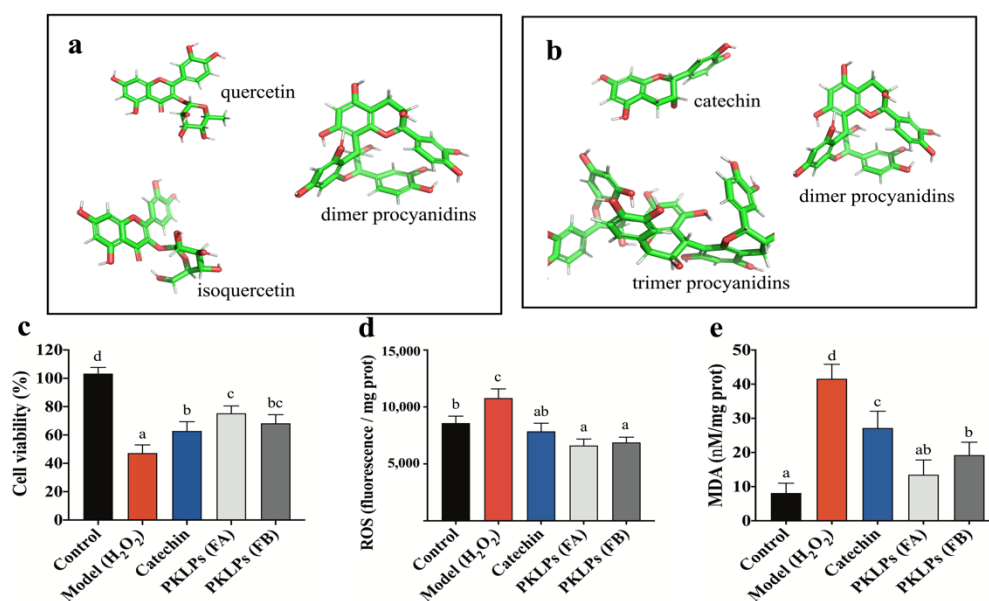 a
quercetin
dimer procyanidins
isoquercetin
b
catechin
dimer procyanidins
trimer procyanidins
c
Cell viability (%)
120
100
80
60
40
20
0
d
a
b
c
bc
Control
Model (H₂O₂)
Catechin
PKLPs (FA)
PKLPs (FB)
d
ROS (fluorescence / mg prot)
15,000
10,000
5,000
b
c
ab
a
a
Control
Model (H₂O₂)
Catechin
PKLPs (FA)
PKLPs (FB)
e
MDA (nM/mg prot)
50
40
30
20
10
0
a
d
c
ab
b
Control
Model (H₂O₂)
Catechin
PKLPs (FA)
PKLPs (FB)